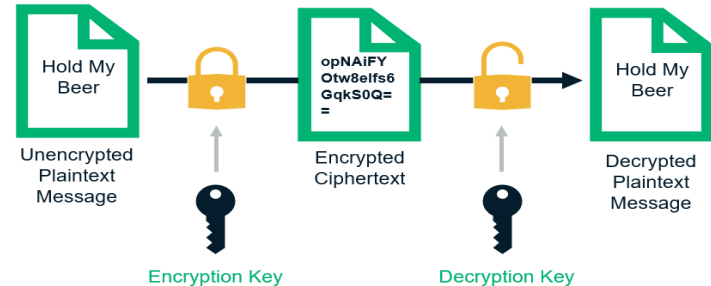 Hold My
Beer
opNAiFY
Otw8elfs6
GqkS0Q=
=
Hold My
Beer
Unencrypted
Plaintext
Message
Encrypted
Ciphertext
Decrypted
Plaintext
Message
Encryption Key
Decryption Key